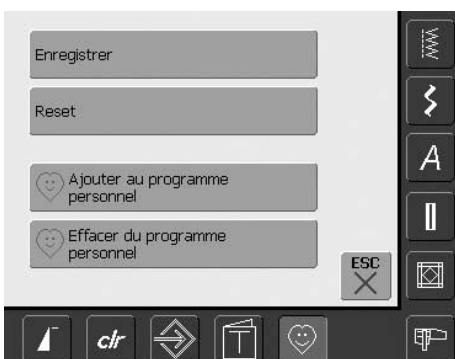 Enregistrer
Reset
Ajouter au programme
personnel
Effacer du programme
personnel
ESC
A
clr